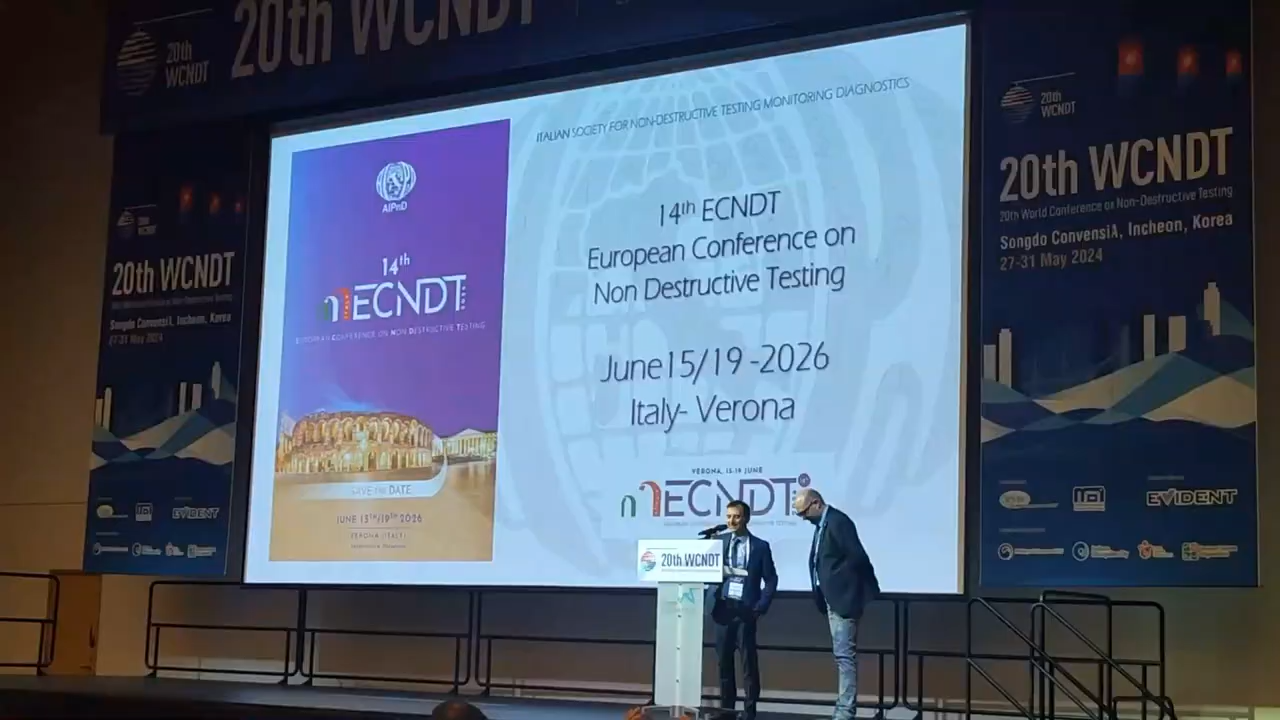 20th WCNDT
20th
WCNDT
20th WCNDT
Songdo ConvensiA, Incheon, Korea
27-31 May 2024
EVIDENT
AIPnD
14th
ECNDT
EUROPEAN CONFERENCE ON NON DESTRUCTIVE TESTING
SAVE THE DATE
VERONA (ITALY)
ITALIAN SOCIETY FOR NON-DESTRUCTIVE TESTING MONITORING DIAGNOSTICS
14th ECNDT
European Conference on
Non Destructive Testing
June 15/19 -2026
Italy- Verona
VERONA, 15-19 JUNE
ECNDT
20th WCNDT
20th
WCNDT
20th WCNDT
20th World Conference on Non-Destructive Testing
Songdo ConvensiA, Incheon, Korea
27-31 May 2024
EVIDENT